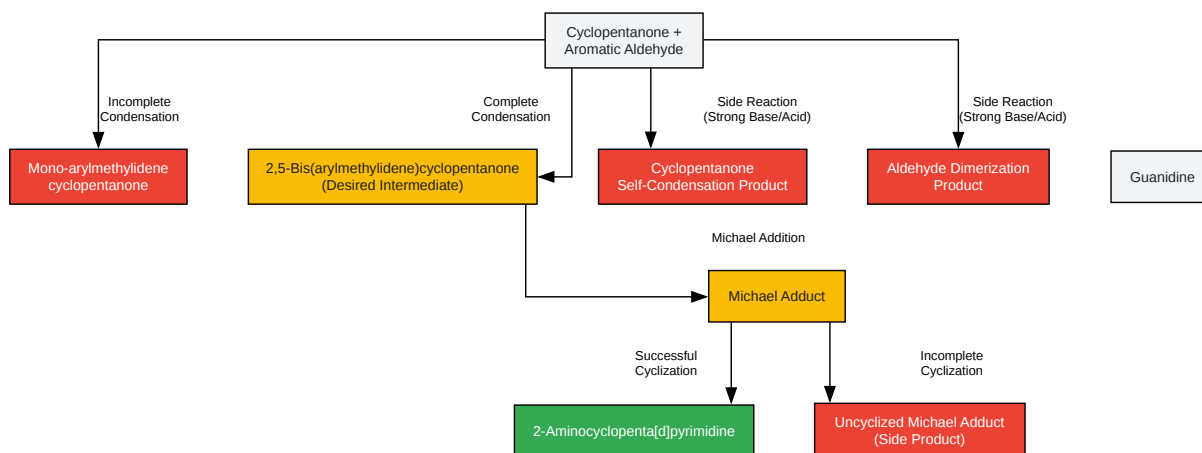 Cyclopentanone +
Aromatic Aldehyde
Incomplete
Condensation
Complete
Condensation
Side Reaction
(Strong Base/Acid)
Side Reaction
(Strong Base/Acid)
Mono-arylmethylidene
cyclopentanone
2,5-Bis(arylmethylidene)cyclopentanone
(Desired Intermediate)
Cyclopentanone
Self-Condensation Product
Aldehyde Dimerization
Product
Guanidine
Michael Addition
Michael Adduct
Successful
Cyclization
Incomplete
Cyclization
2-Aminocyclopenta[d]pyrimidine
Uncyclized Michael Adduct
(Side Product)